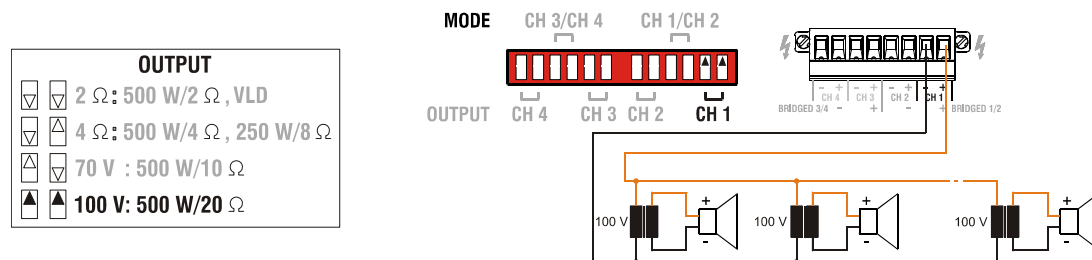 OUTPUT
2 Ω: 500 W/2 Ω, VLD
4 Ω: 500 W/4 Ω, 250 W/8 Ω
70 V : 500 W/10 Ω
100 V: 500 W/20 Ω
MODE CH 3/CH 4 CH 1/CH 2
OUTPUT CH 4 CH 3 CH 2 CH 1
- + - + - + - +
CH 4 CH 3 CH 2 CH 1
BRIDGED 3/4 - + - + BRIDGED 1/2
100 V + -
100 V + -
100 V + -